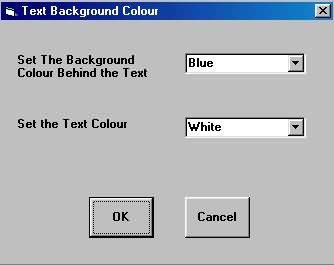 Text Background Colour
Set The Background
Colour Behind the Text
Blue
Set the Text Colour
White
OK
Cancel